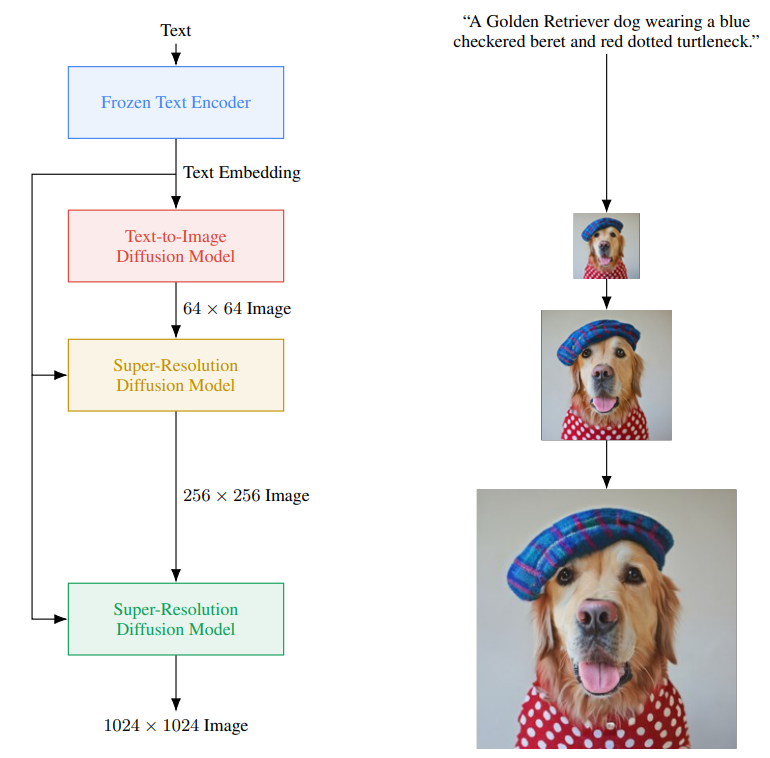 Text
Frozen Text Encoder
Text Embedding
Text-to-Image
Diffusion Model
64 × 64 Image
Super-Resolution
Diffusion Model
256 × 256 Image
Super-Resolution
Diffusion Model
1024 × 1024 Image
“A Golden Retriever dog wearing a blue
checkered beret and red dotted turtleneck.”